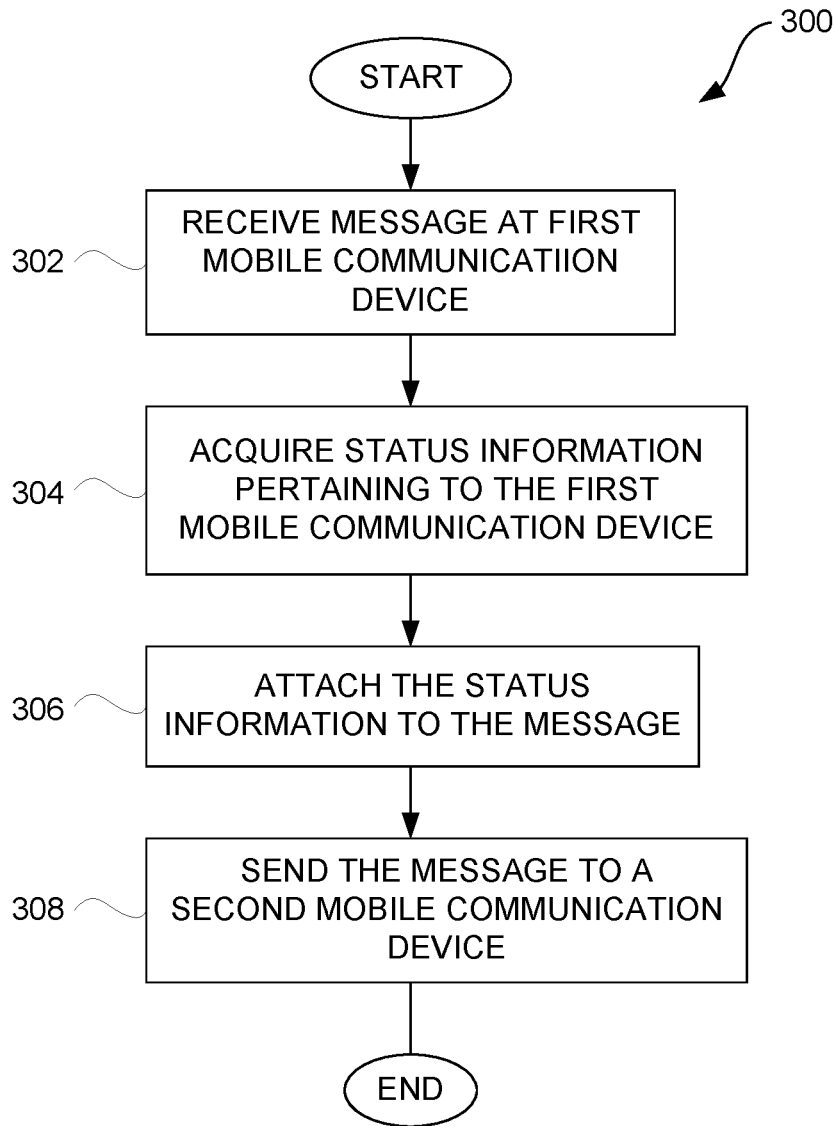 300
START
302
RECEIVE MESSAGE AT FIRST
MOBILE COMMUNICATIION
DEVICE
304
ACQUIRE STATUS INFORMATION
PERTAINING TO THE FIRST
MOBILE COMMUNICATION DEVICE
306
ATTACH THE STATUS
INFORMATION TO THE MESSAGE
308
SEND THE MESSAGE TO A
SECOND MOBILE COMMUNICATION
DEVICE
END